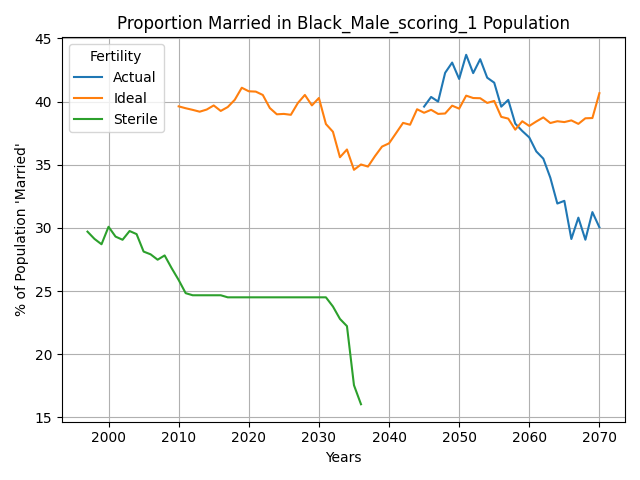 Proportion Married in Black_Male_scoring_1 Population
% of Population 'Married'
45
40
35
30
25
20
15
Fertility
Actual
Ideal
Sterile
2000 2010 2020 2030 2040 2050 2060 2070
Years